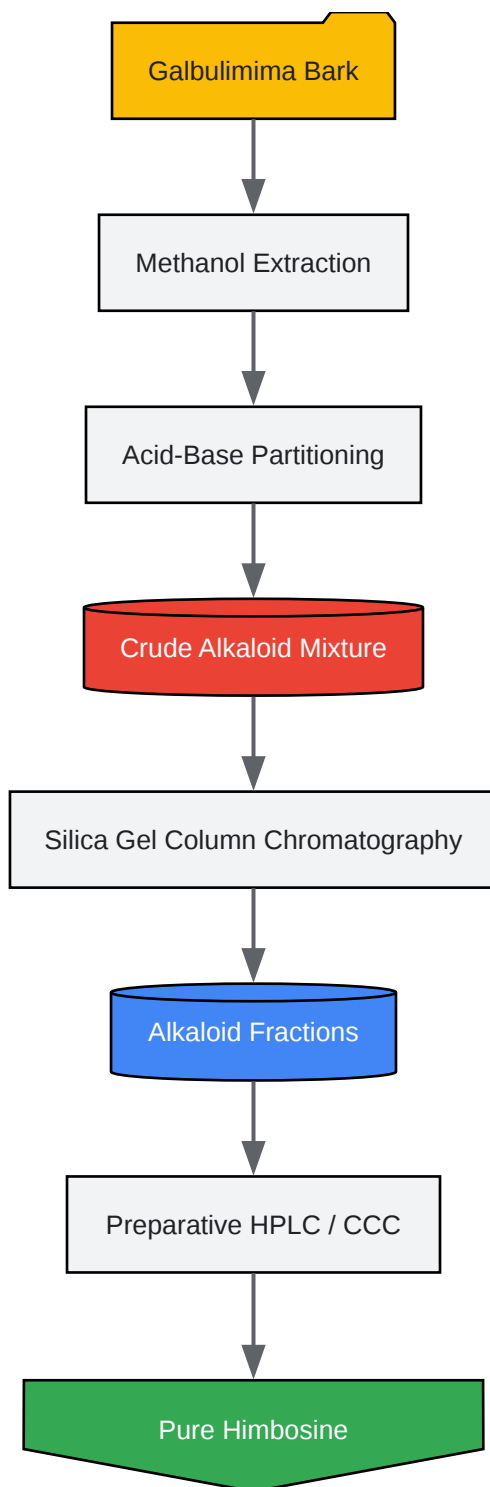 Galbulimima Bark
Methanol Extraction
Acid-Base Partitioning
Crude Alkaloid Mixture
Silica Gel Column Chromatography
Alkaloid Fractions
Preparative HPLC / CCC
Pure Himbosine